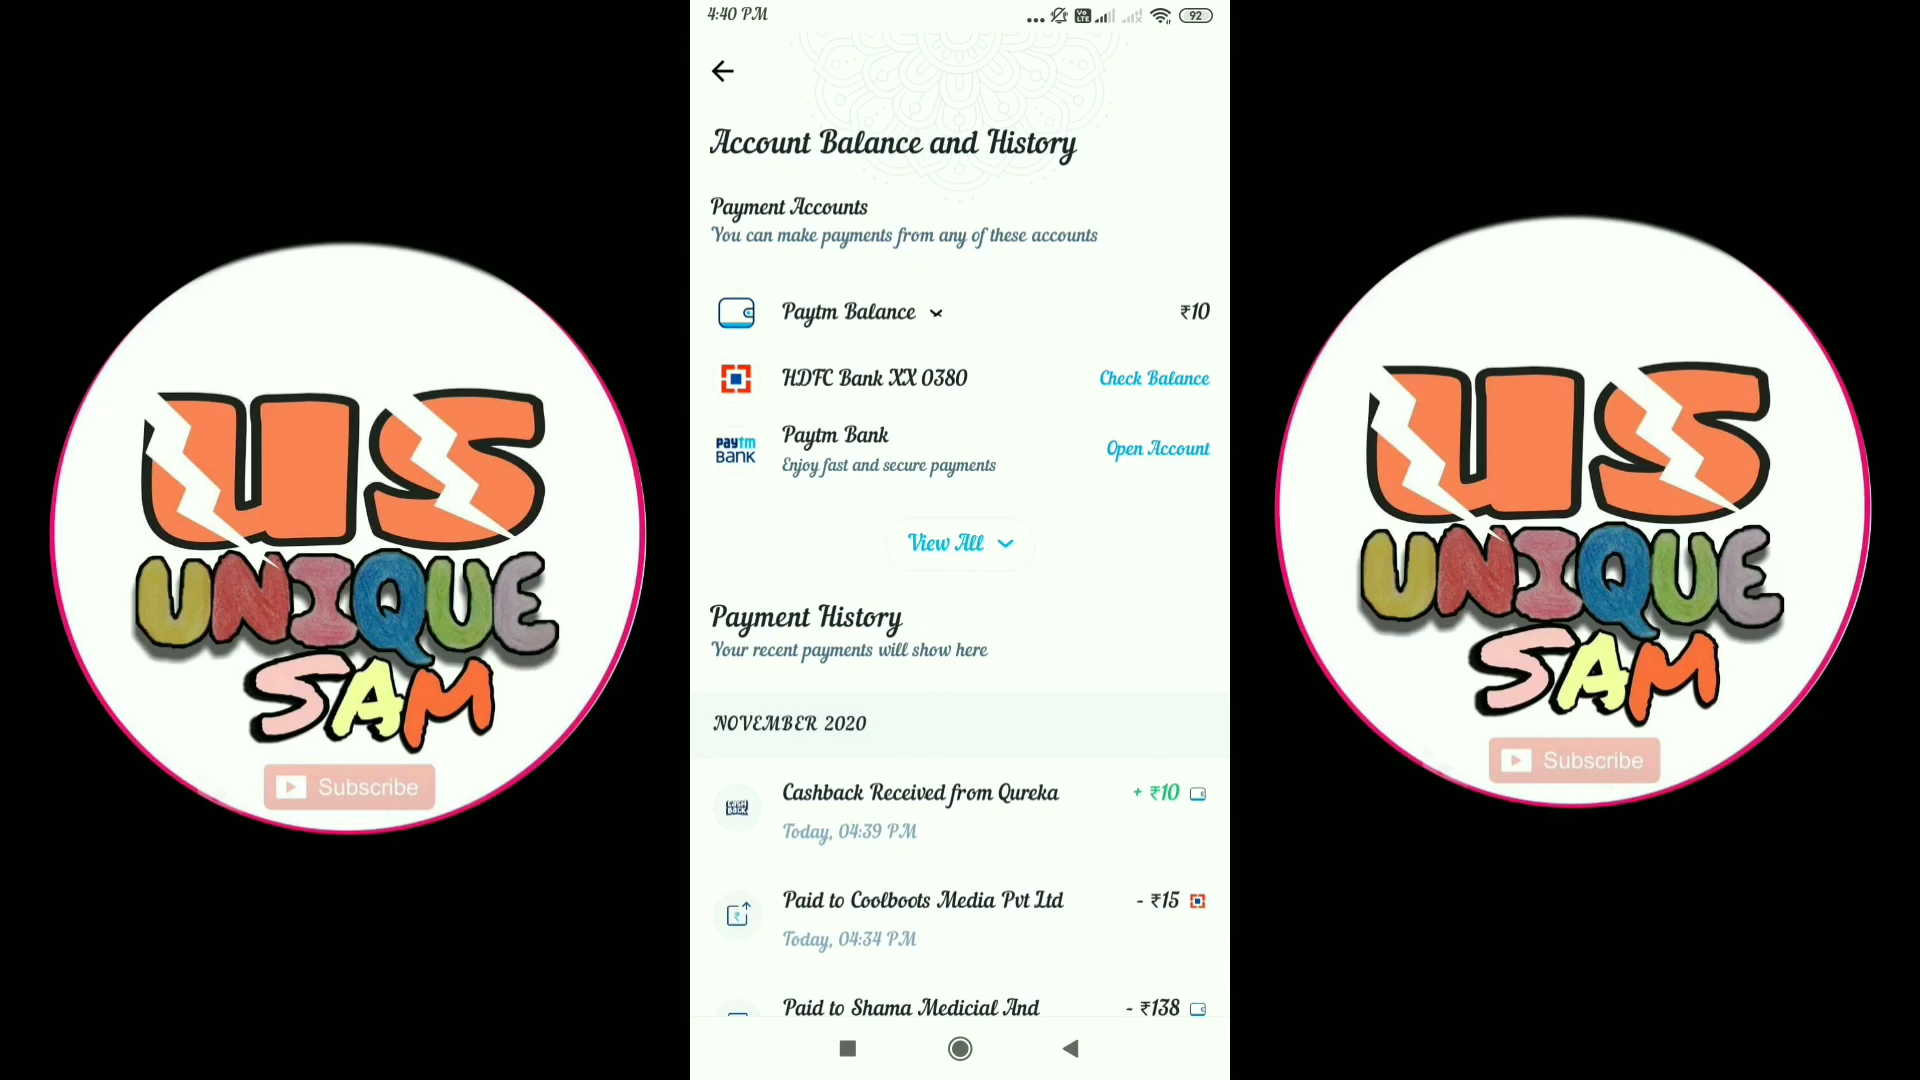 4:40 PM
Vo
LTE
92
Account Balance and History
Payment Accounts
You can make payments from any of these accounts
Paytm Balance
₹10
HDFC Bank XX 0380
Check Balance
paytm
BANK
Paytm Bank
Enjoy fast and secure payments
Open Account
View All
Payment History
Your recent payments will show here
NOVEMBER 2020
CASH
BACK
Cashback Received from Qureka
+ ₹10
Today, 04:39 PM
Paid to Coolboots Media Pvt Ltd
- ₹15
Today, 04:34 PM
Paid to Shama Medicial And
- ₹138
US
UNIQUE
SAM
Subscribe
US
UNIQUE
SAM
Subscribe